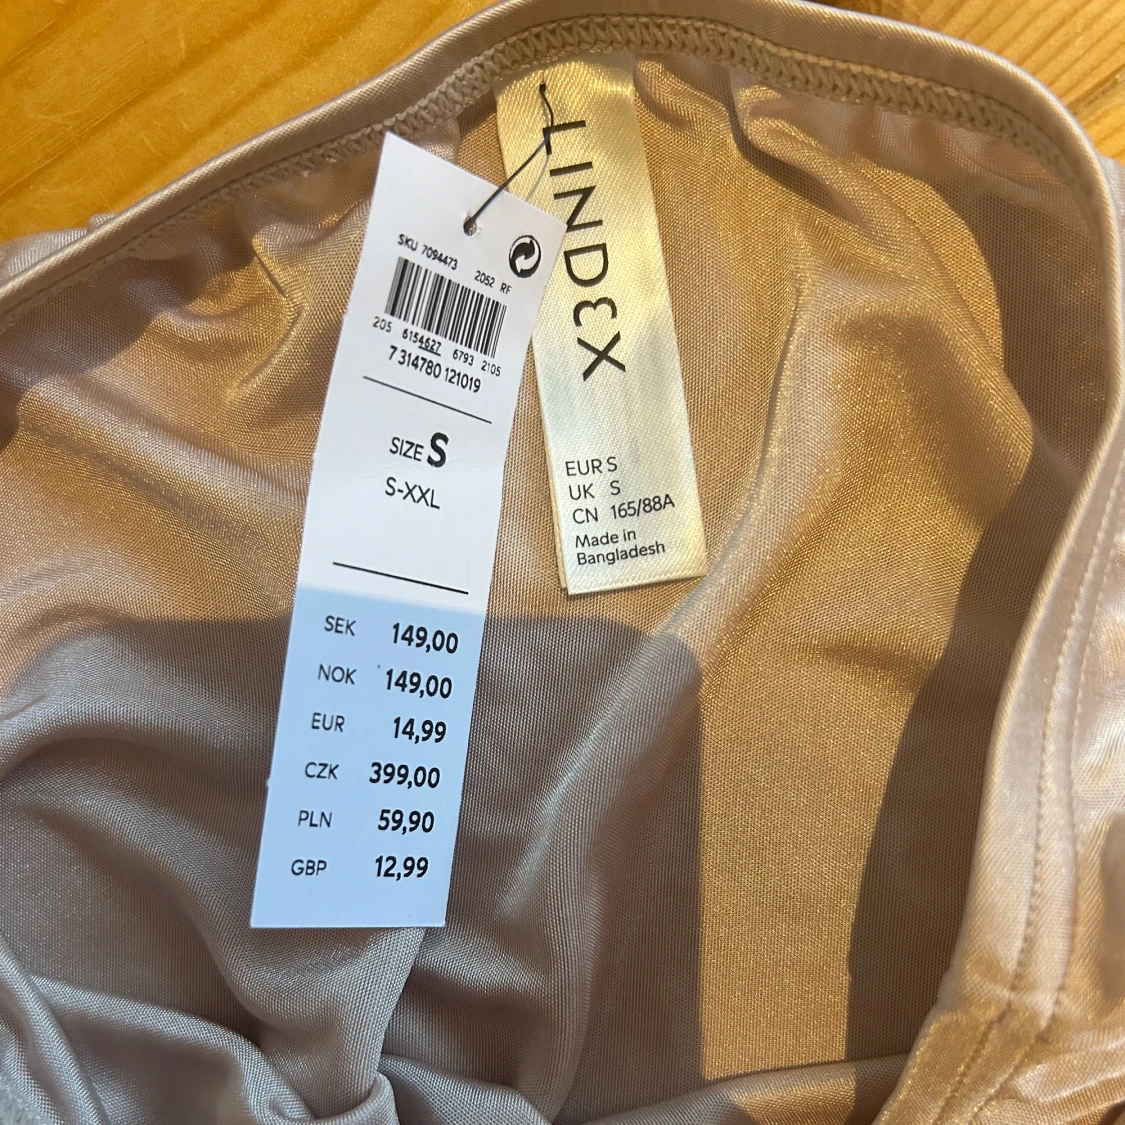 SKU 7094473 2052 RF
205 6154627 6793 2105
7 314780 121019
SIZE S
S-XXL
SEK 149,00
NOK 149,00
EUR 14,99
CZK 399,00
PLN 59,90
GBP 12,99
LINDEX
EUR S
UK S
CN 165/88A
Made in
Bangladesh